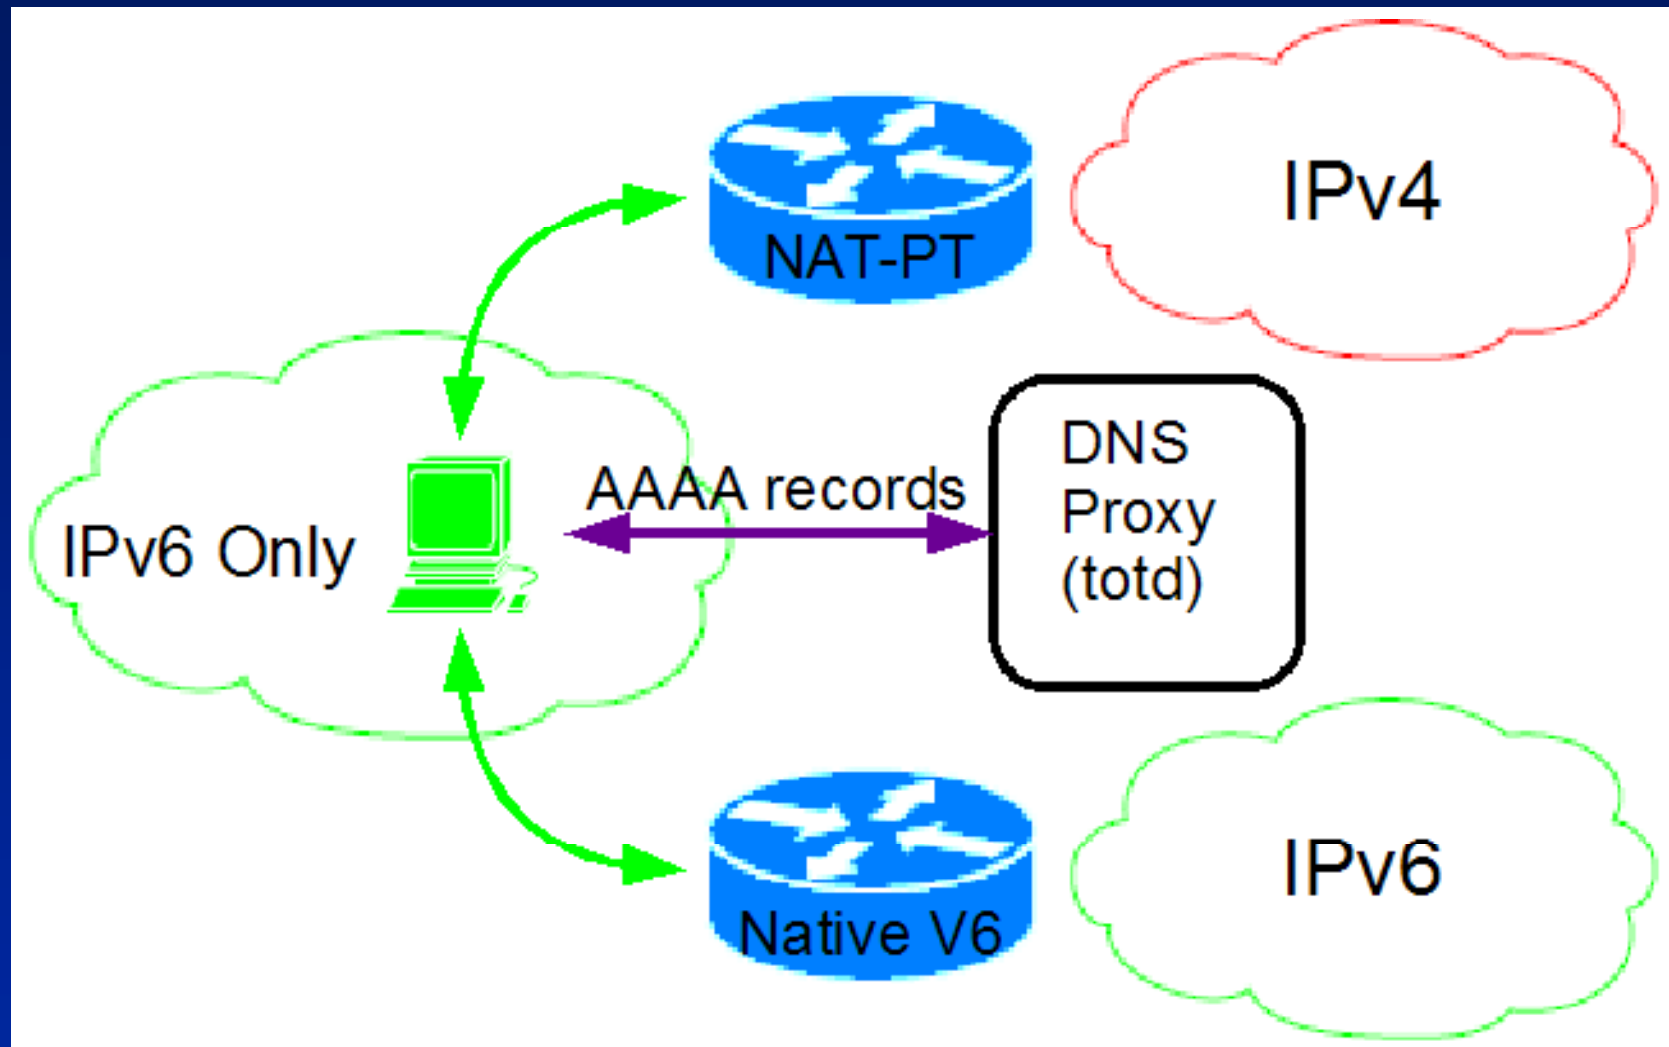 IPv4
NAT-PT
DNS
Proxy
(totd)
AAAA records
IPv6 Only
IPv6
Native V6